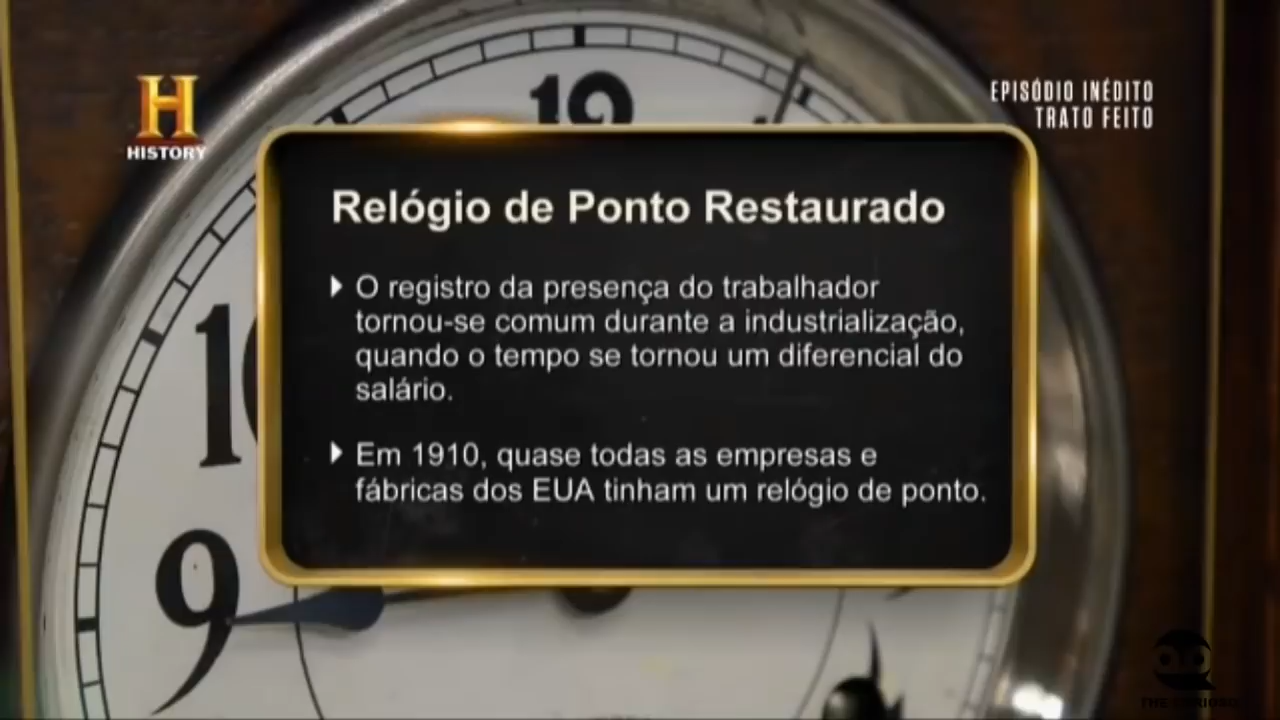 H
HISTORY
EPISÓDIO INÉDITO
TRATO FEITO
12
Relógio de Ponto Restaurado
O registro da presença do trabalhador
tornou-se comum durante a industrialização,
quando o tempo se tornou um diferencial do
salário.
Em 1910, quase todas as empresas e
fábricas dos EUA tinham um relógio de ponto.
9